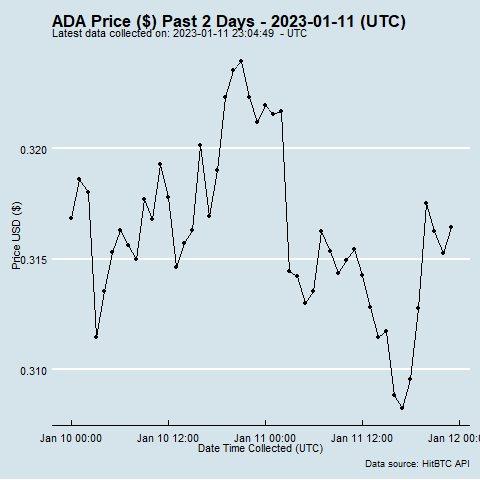 ADA Price ($) Past 2 Days - 2023-01-11 (UTC)
Latest data collected on: 2023-01-11 23:04:49 - UTC
Price USD ($)
0.320
0.315
0.310
Jan 10 00:00 Jan 10 12:00 Jan 11 00:00 Jan 11 12:00 Jan 12 00:0
Date Time Collected (UTC)
Data source: HitBTC API